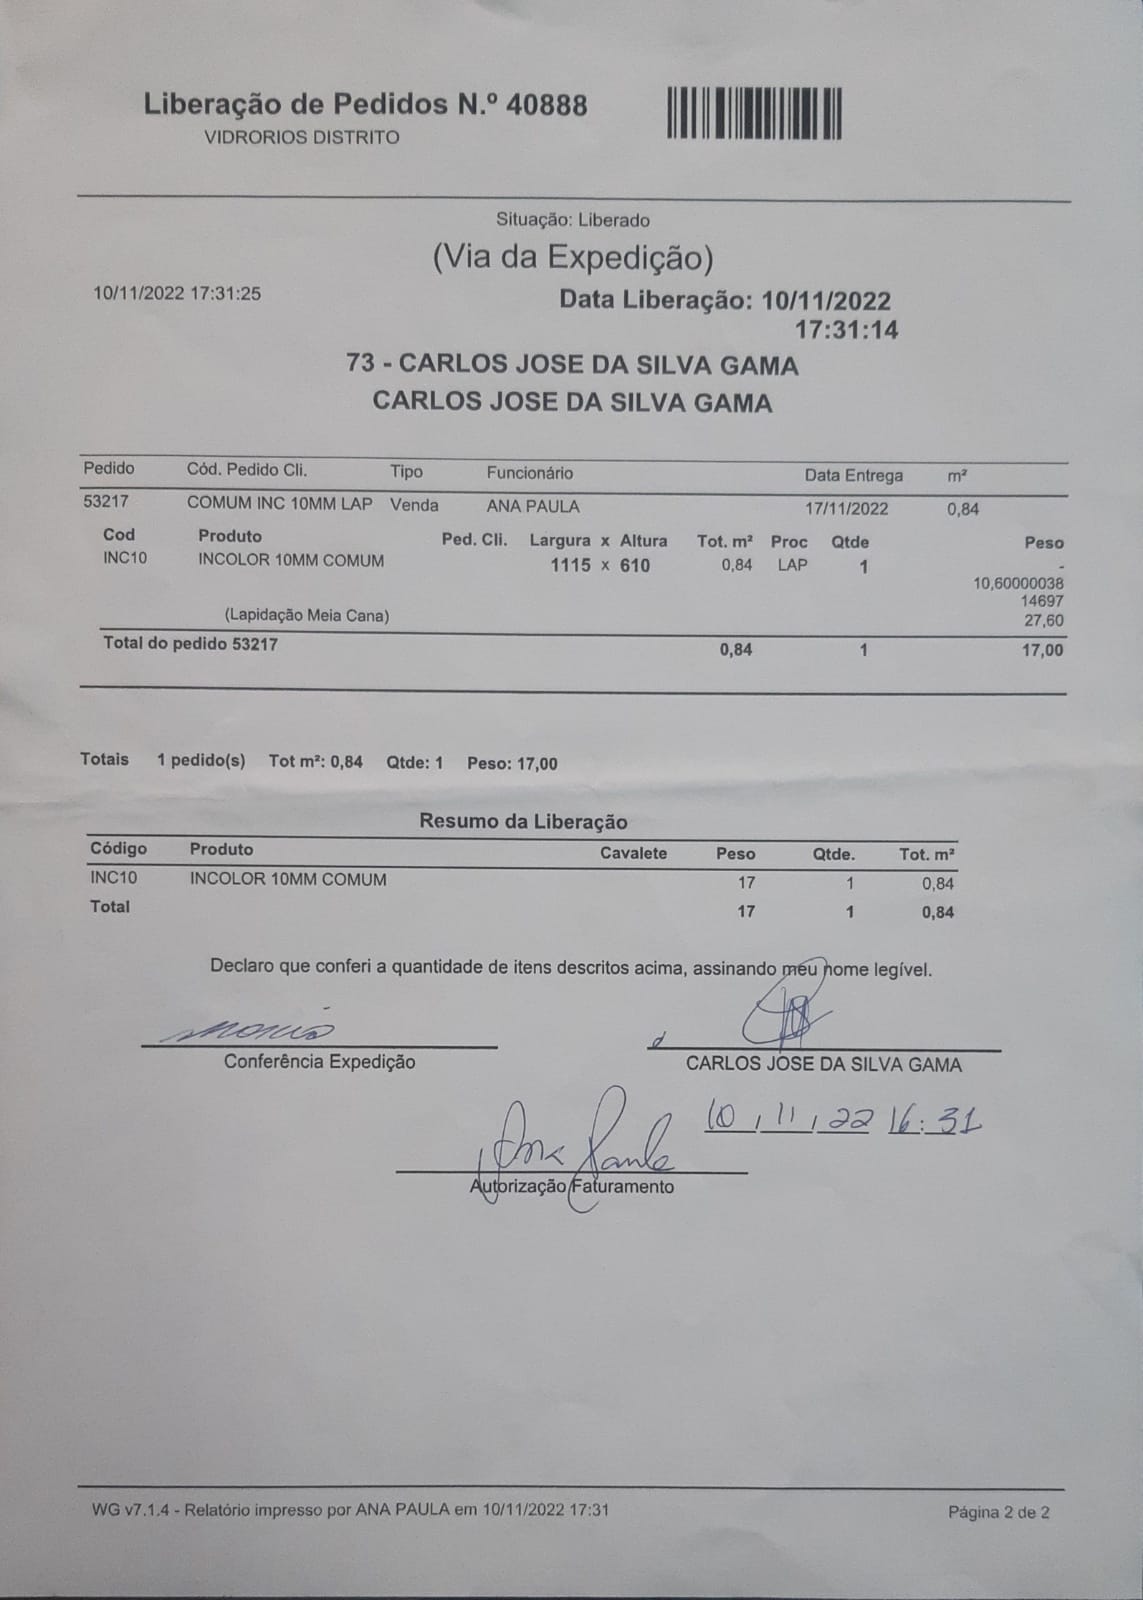 Liberação de Pedidos N.º 40888
VIDRORIOS DISTRITO
Situação: Liberado
(Via da Expedição)
10/11/2022 17:31:25
Data Liberação: 10/11/2022
17:31:14
73 - CARLOS JOSE DA SILVA GAMA
CARLOS JOSE DA SILVA GAMA
Pedido Cód. Pedido Cli. Tipo Funcionário Data Entrega m²
53217 COMUM INC 10MM LAP Venda ANA PAULA 17/11/2022 0,84
Cod Produto Ped. Cli. Largura x Altura Tot. m² Proc Qtde Peso
INC10 INCOLOR 10MM COMUM 1115 x 610 0,84 LAP 1 -
10,60000038
14697
(Lapidação Meia Cana) 27,60
Total do pedido 53217 0,84 1 17,00
Totais 1 pedido(s) Tot m²: 0,84 Qtde: 1 Peso: 17,00
Resumo da Liberação
Código Produto Cavalete Peso Qtde. Tot. m²
INC10 INCOLOR 10MM COMUM 17 1 0,84
Total 17 1 0,84
Declaro que conferi a quantidade de itens descritos acima, assinando meu nome legível.
Conferência Expedição
CARLOS JOSE DA SILVA GAMA
10/11/22 16:31
Ana Paula
Autorização Faturamento
WG v7.1.4 - Relatório impresso por ANA PAULA em 10/11/2022 17:31
Página 2 de 2